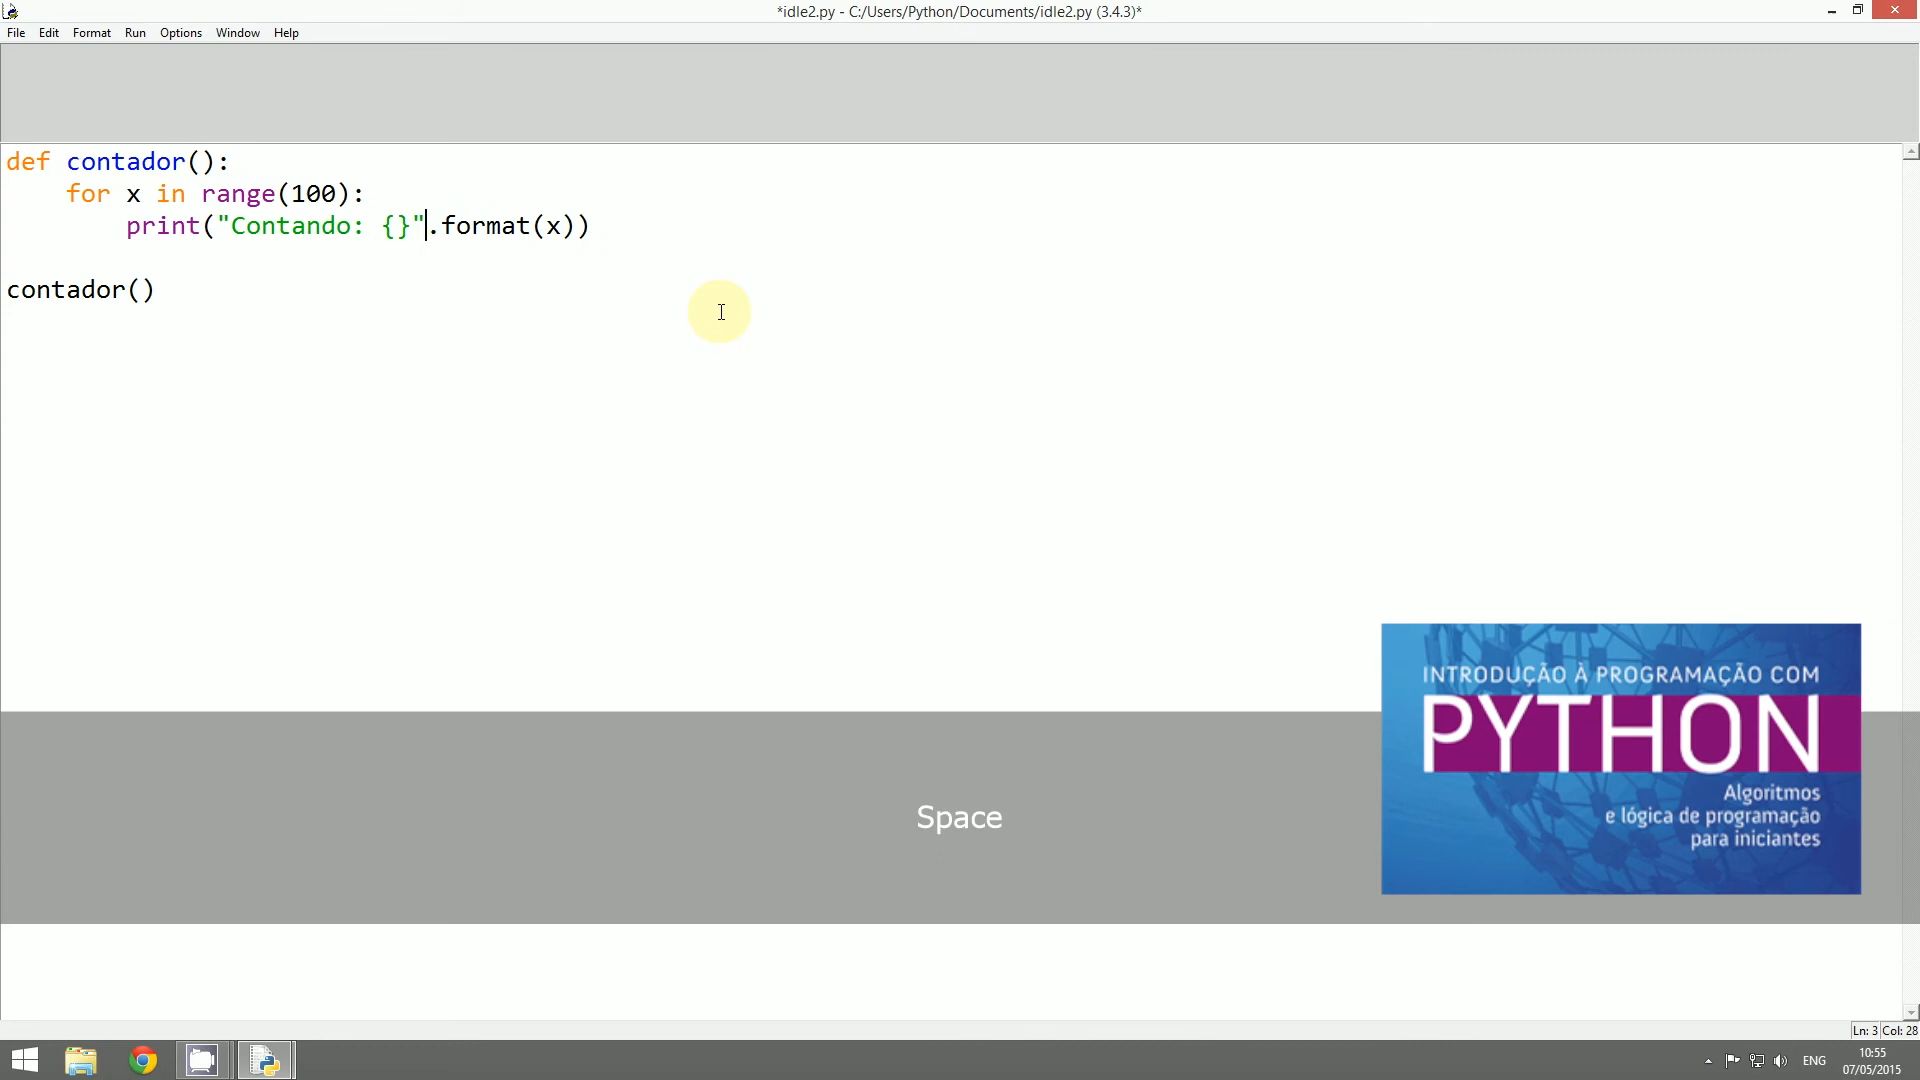 *idle2.py - C:/Users/Python/Documents/idle2.py (3.4.3)*
File Edit Format Run Options Window Help
def contador():
    for x in range(100):
        print("Contando: {}".format(x))
contador()
INTRODUÇÃO À PROGRAMAÇÃO COM
PYTHON
Algoritmos
e lógica de programação
para iniciantes
Space
Ln: 3 Col: 28
ENG
10:55
07/05/2015